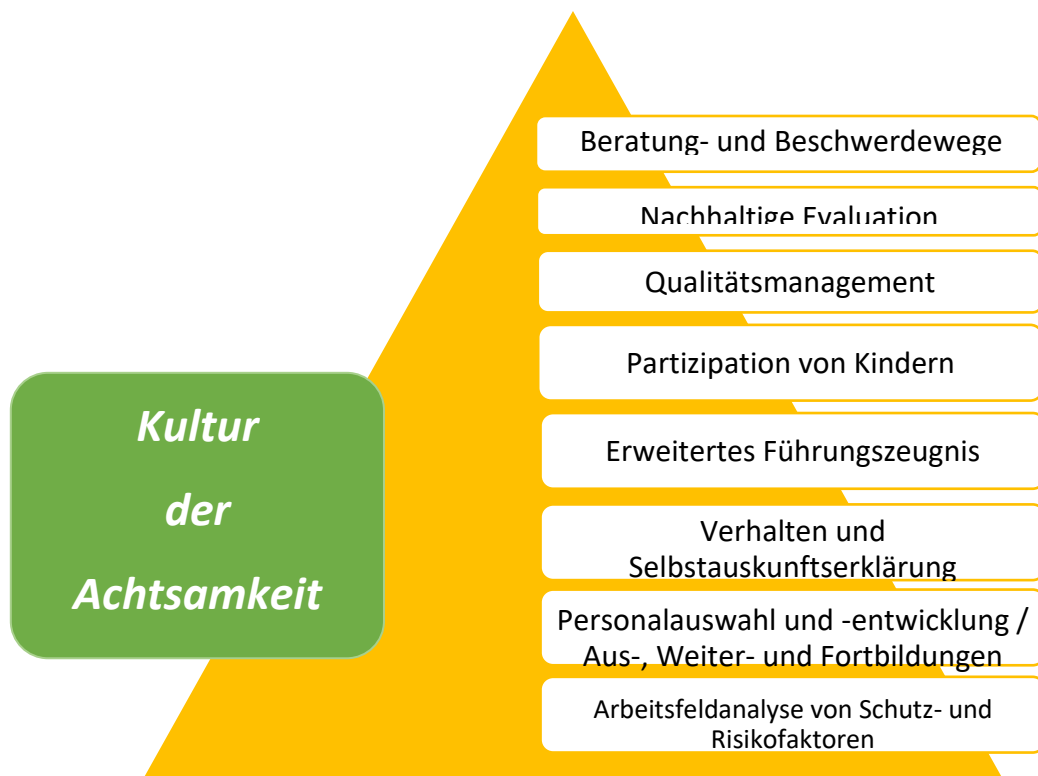 Beratung- und Beschwerdewege
Nachhaltige Evaluation
Qualitätsmanagement
Partizipation von Kindern
Erweitertes Führungszeugnis
Verhalten und
Selbstauskunftserklärung
Personalauswahl und -entwicklung /
Aus-, Weiter- und Fortbildungen
Arbeitsfeldanalyse von Schutz- und
Risikofaktoren
Kultur
der
Achtsamkeit